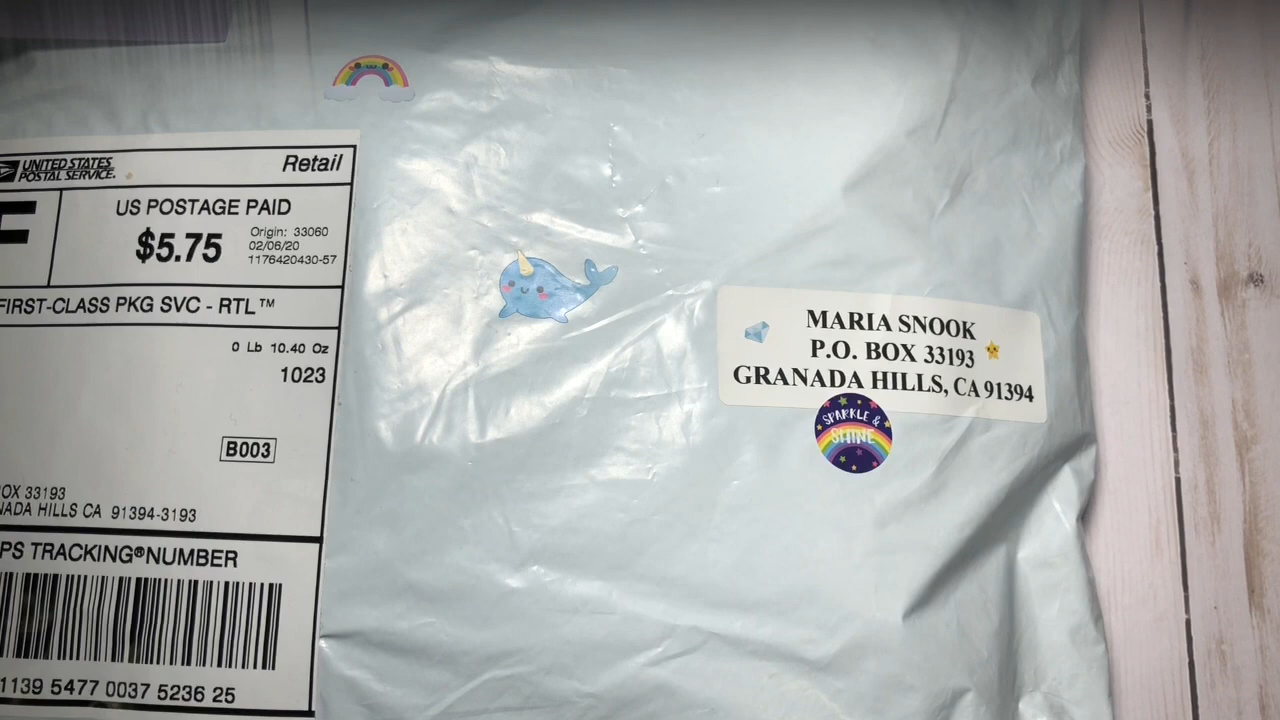 UNITED STATES
POSTAL SERVICE.
Retail
US POSTAGE PAID
$5.75
Origin: 33060
02/06/20
1176420430-57
FIRST-CLASS PKG SVC - RTL™
0 Lb 10.40 Oz
1023
B003
OX 33193
NADA HILLS CA 91394-3193
PS TRACKING® NUMBER
1139 5477 0037 5236 25
MARIA SNOOK
P.O. BOX 33193
GRANADA HILLS, CA 91394
SPARKLE &
SHINE